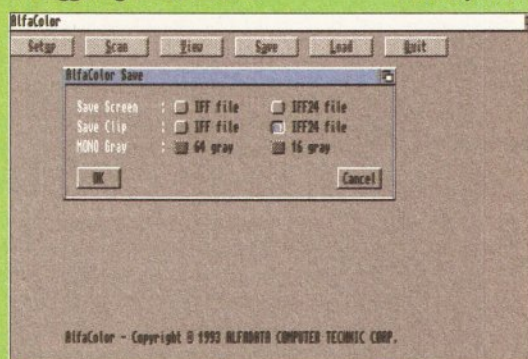 AlfaColor
Setup Scan View Save Load Quit
AlfaColor Save
Save Screen : IFF file IFF24 file
Save Clip : IFF file IFF24 file
MONO Gray : 64 gray 16 gray
OK Cancel
AlfaColor - Copyright © 1993 ALFADATA COMPUTER TECHNIC CORP.